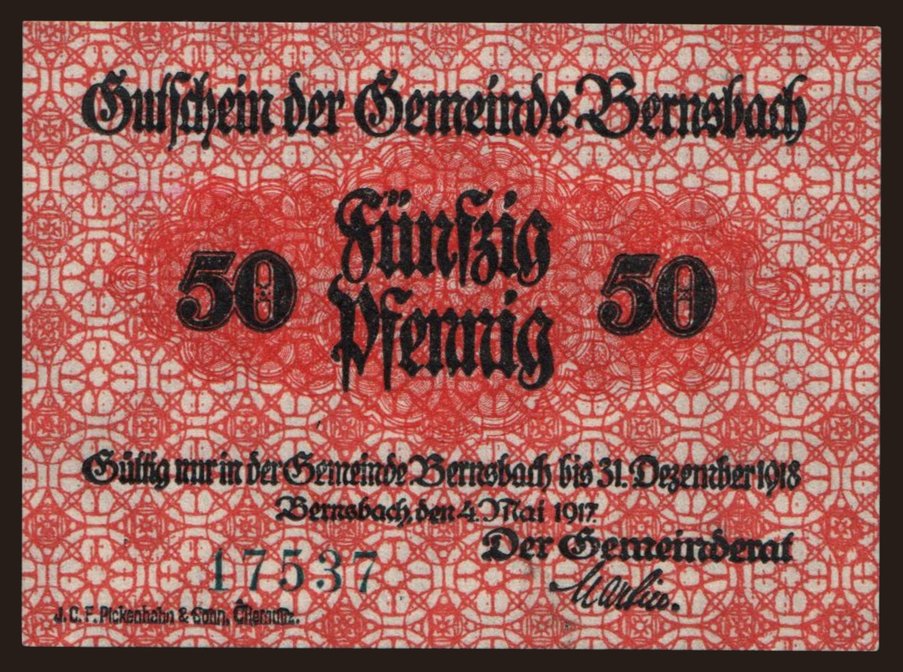 Gutschein der Gemeinde Bernsbach
Fünfzig
50 50
Pfennig
Gültig nur in der Gemeinde Bernsbach bis 31. Dezember 1918
Bernsbach, den 4. Mai 1917.
Der Gemeinderat
17537
Martin.
J. C. F. Pickenhahn & Sohn, Chemnitz.